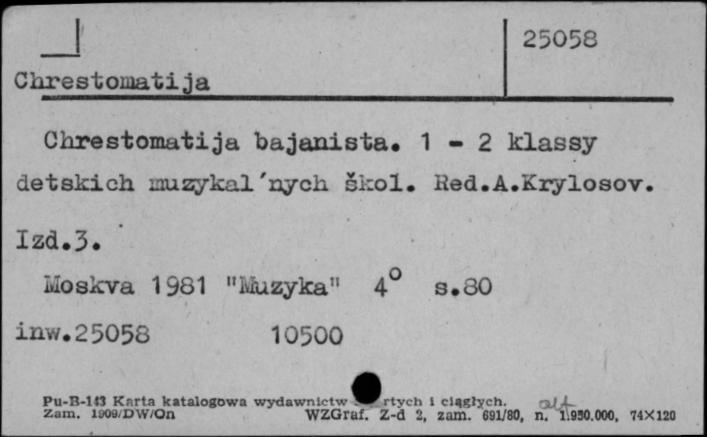 25058
Chrestomatija
Chrestomatija bajanista. 1 - 2 klassy
detskich muzykal'nych škol. Red.A.Krylosov.
Izd.3.
Moskva 1981 "Muzyka" 4° s.80
inw.25058 10500
Pu-B-143 Karta katalogowa wydawnictw rtych i ciągłych.
Zam. 1909/DW/On WZGraf. Z-d 2, zam. 691/80, n. 1.950.000, 74X120